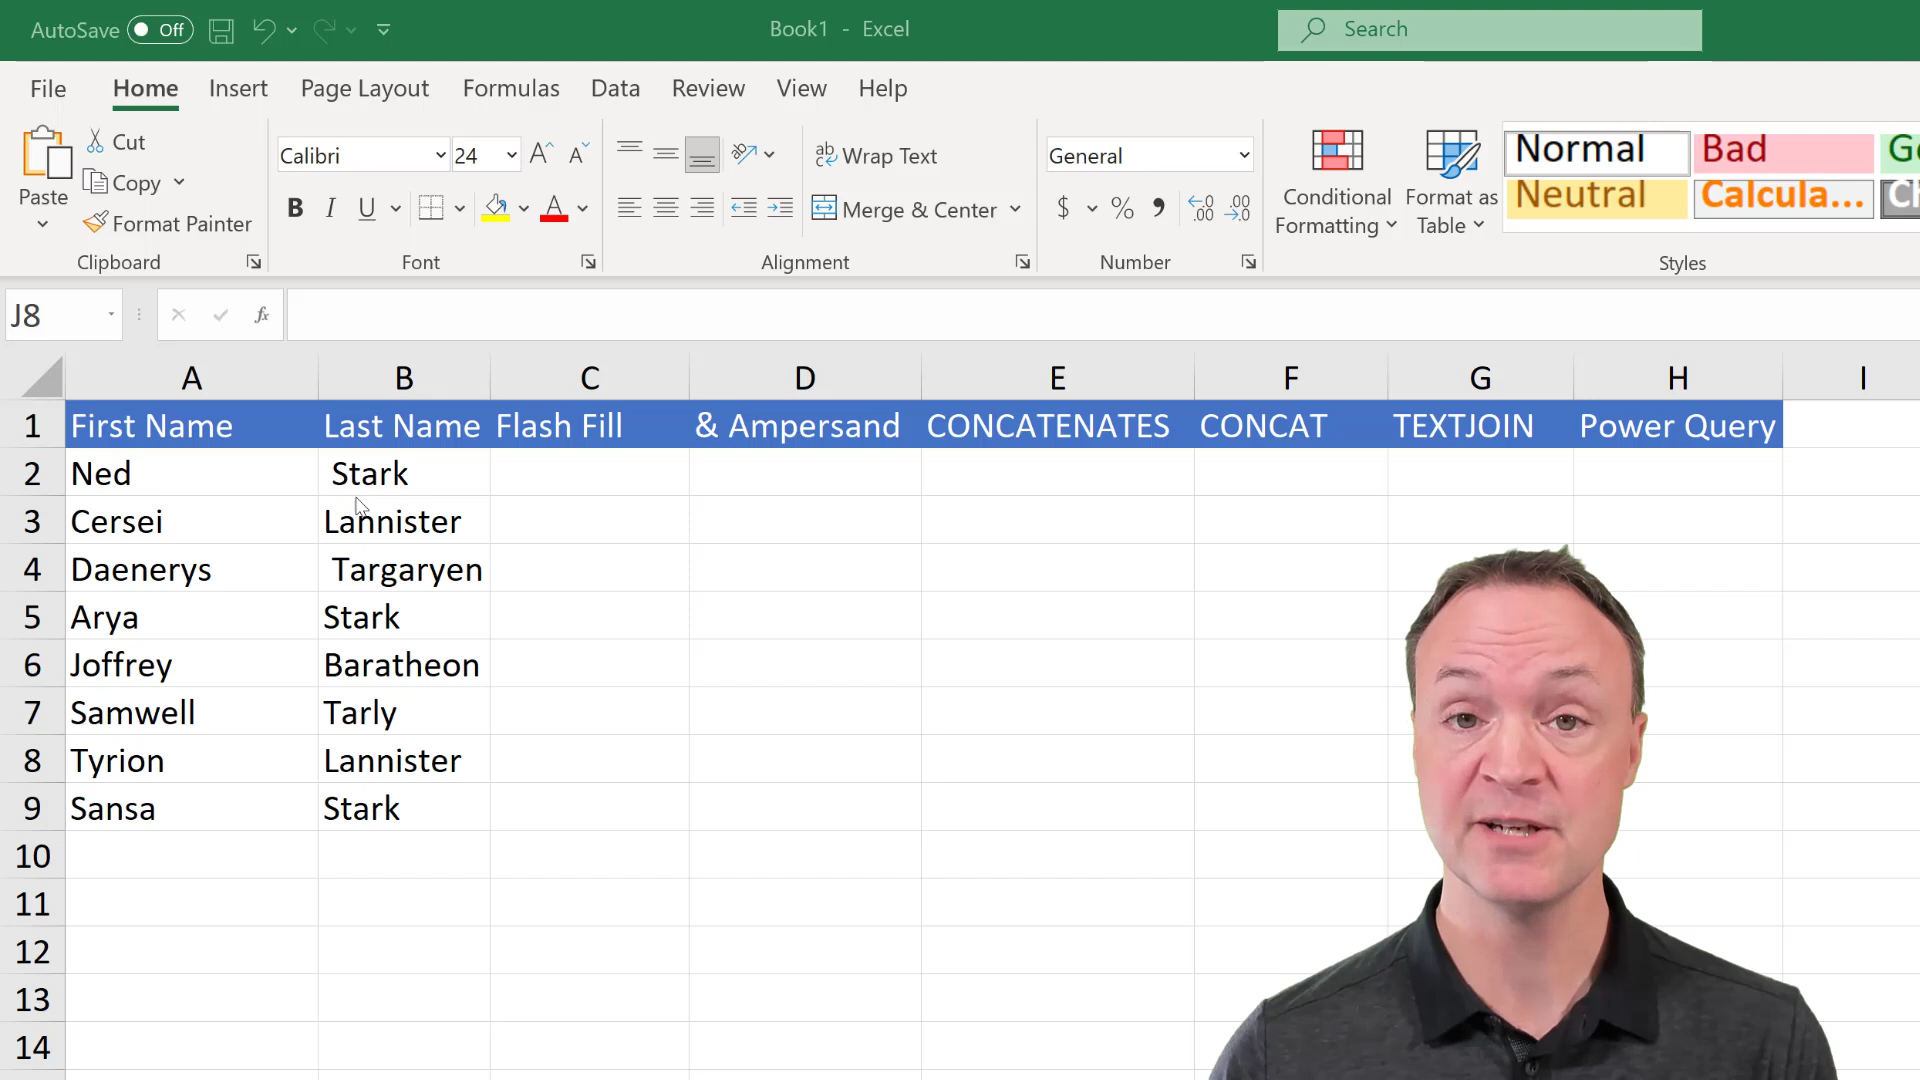 AutoSave Off
Book1 - Excel
Search
File Home Insert Page Layout Formulas Data Review View Help
Paste
Cut
Copy
Format Painter
Clipboard
Calibri 24
B I U A
Font
ab Wrap Text
Merge & Center
Alignment
General
$ % 9
Number
Conditional Formatting
Format as Table
Normal Bad
Neutral Calcula...
Styles
J8 fx
A B C D E F G H I
1 First Name Last Name Flash Fill & Ampersand CONCATENATES CONCAT TEXTJOIN Power Query
2 Ned Stark
3 Cersei Lannister
4 Daenerys Targaryen
5 Arya Stark
6 Joffrey Baratheon
7 Samwell Tarly
8 Tyrion Lannister
9 Sansa Stark
10
11
12
13
14